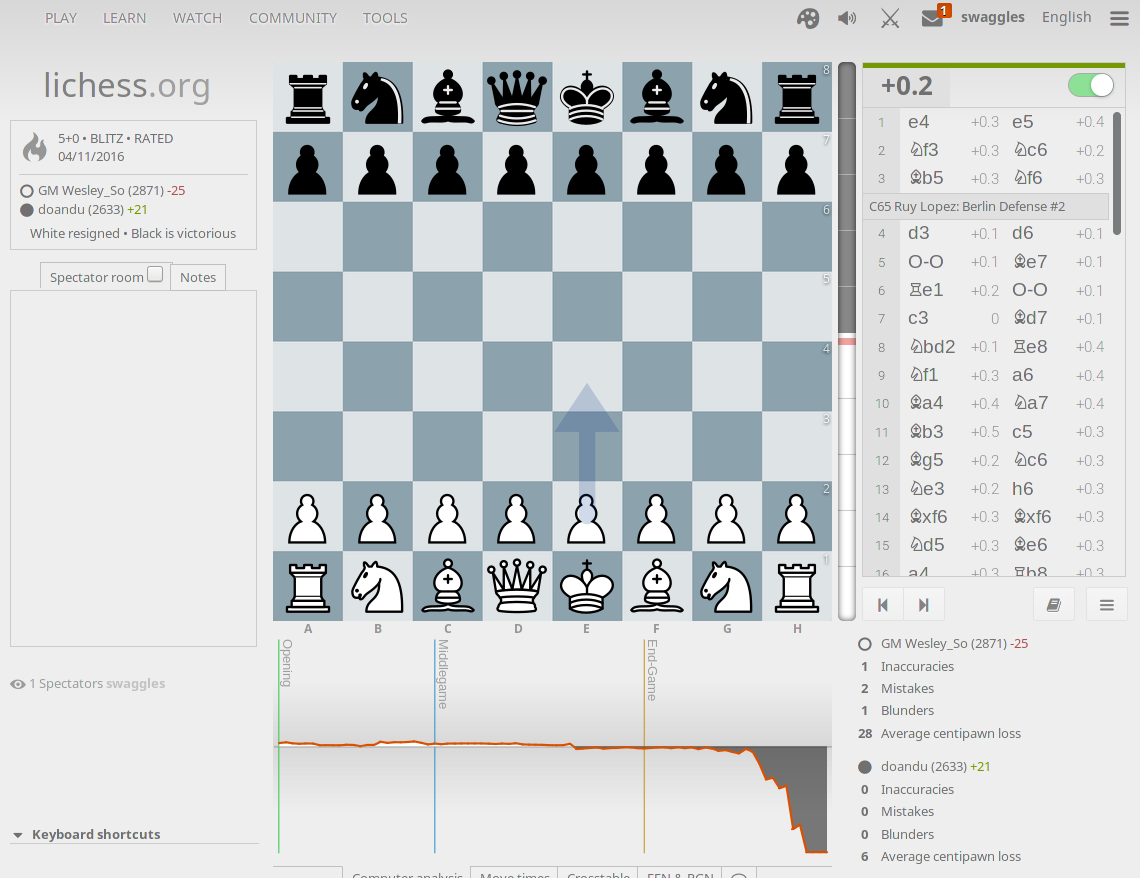 PLAY LEARN WATCH COMMUNITY TOOLS 1 swaggles English
lichess.org
5+0 • BLITZ • RATED
04/11/2016
GM Wesley_So (2871) -25
doandu (2633) +21
White resigned • Black is victorious
Spectator room Notes
1 Spectators swaggles
Keyboard shortcuts
8
7
6
5
4
3
2
1
A B C D E F G H
Opening
Middlegame
End-Game
Computer analysis Move times Crosstable FEN & PGN
+0.2
1 e4 +0.3 e5 +0.4
2 ♘f3 +0.3 ♘c6 +0.2
3 ♗b5 +0.3 ♘f6 +0.3
C65 Ruy Lopez: Berlin Defense #2
4 d3 +0.1 d6 +0.1
5 O-O +0.1 ♗e7 +0.1
6 ♖e1 +0.2 O-O +0.1
7 c3 0 ♗d7 +0.1
8 ♘bd2 +0.1 ♖e8 +0.4
9 ♘f1 +0.3 a6 +0.4
10 ♗a4 +0.4 ♘a7 +0.4
11 ♗b3 +0.5 c5 +0.3
12 ♗g5 +0.2 ♘c6 +0.3
13 ♘e3 +0.2 h6 +0.3
14 ♗xf6 +0.3 ♗xf6 +0.3
15 ♘d5 +0.3 ♗e6 +0.3
16 a4 +0.3 ♖b8 +0.3
GM Wesley_So (2871) -25
1 Inaccuracies
2 Mistakes
1 Blunders
28 Average centipawn loss
doandu (2633) +21
0 Inaccuracies
0 Mistakes
0 Blunders
6 Average centipawn loss